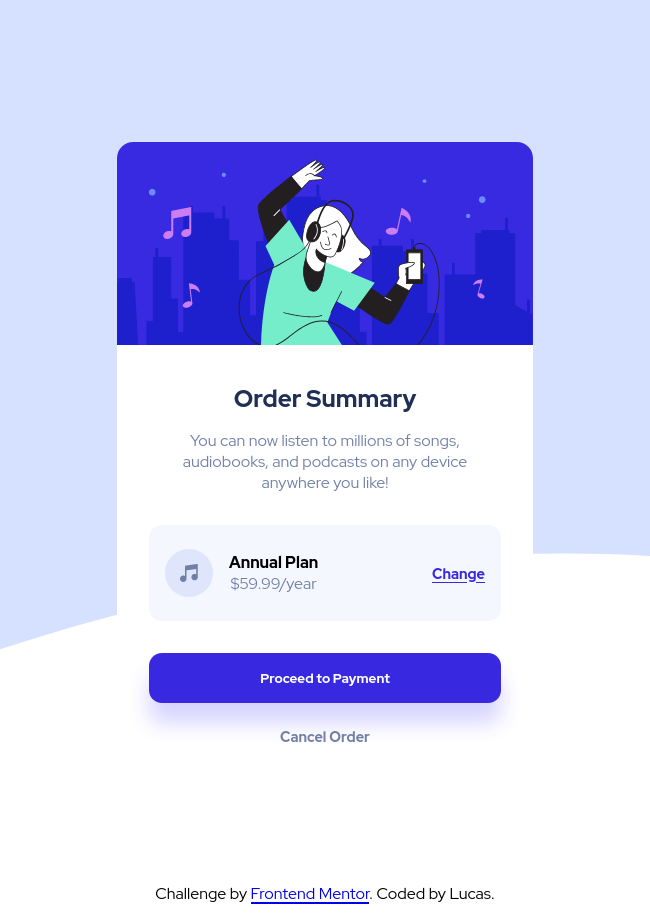 Order Summary
You can now listen to millions of songs,
audiobooks, and podcasts on any device
anywhere you like!
Annual Plan
$59.99/year
Change
Proceed to Payment
Cancel Order
Challenge by Frontend Mentor. Coded by Lucas.